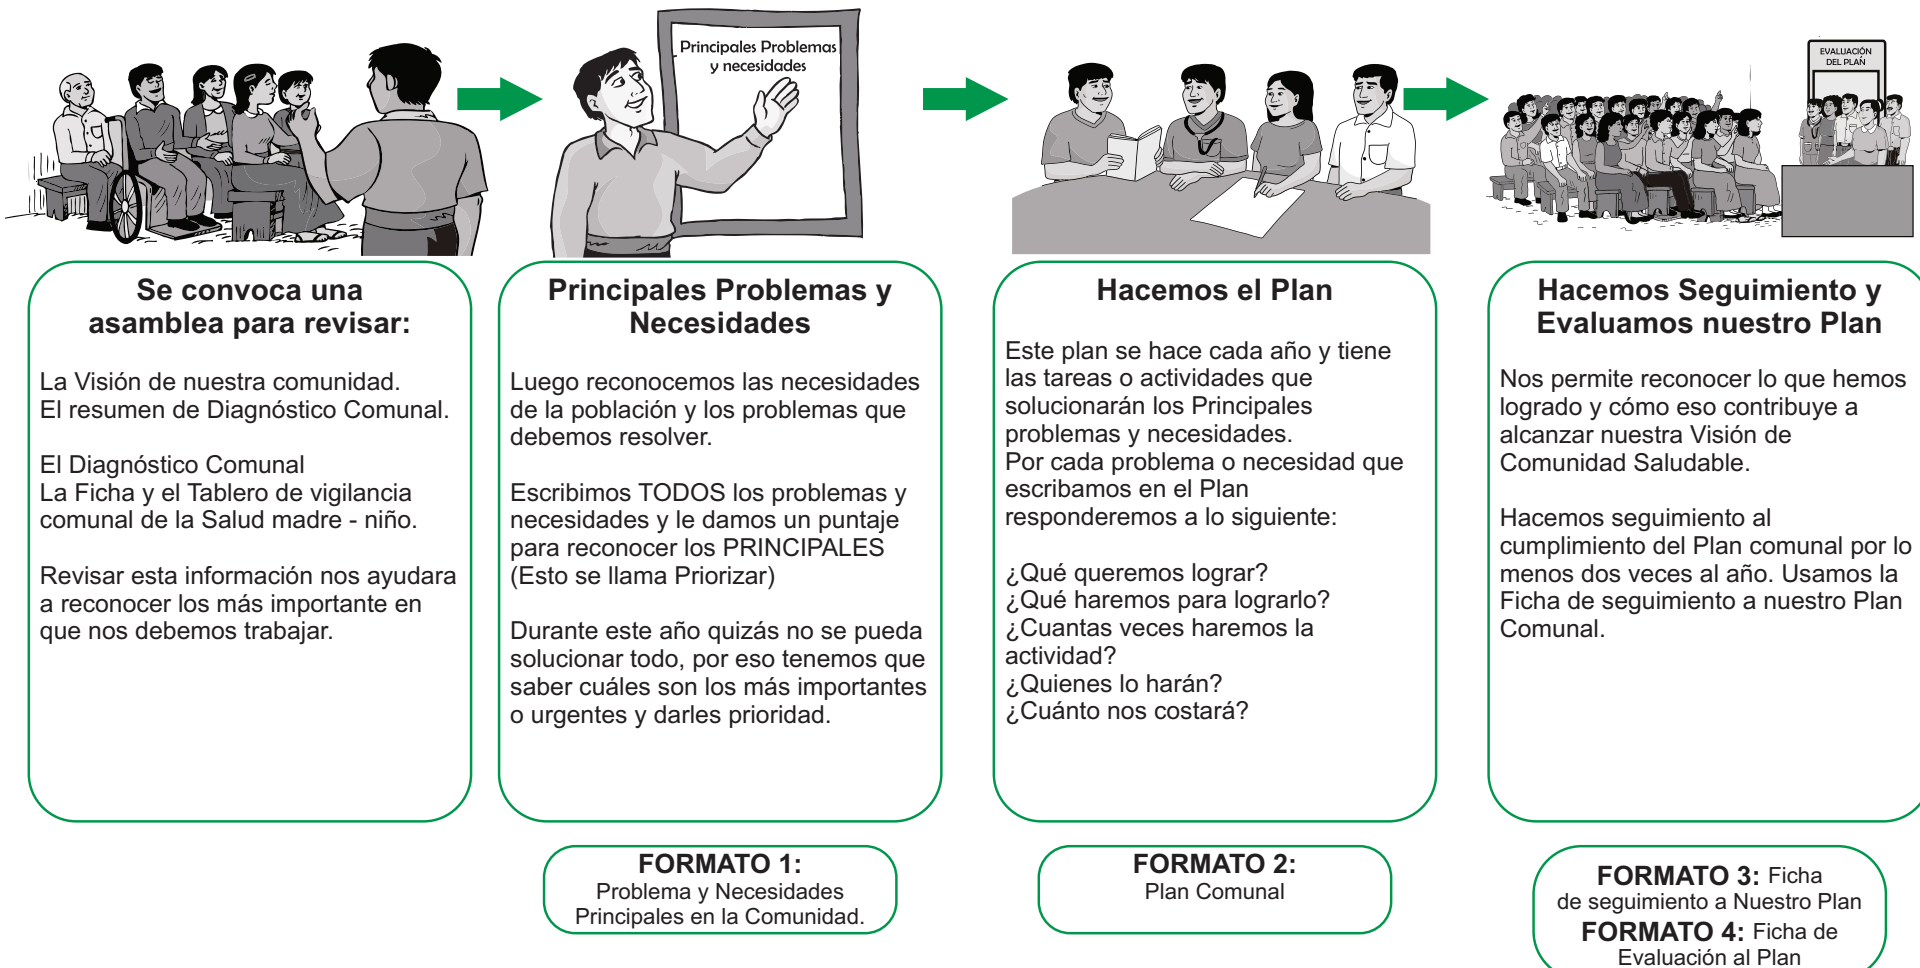 Principales Problemas
y necesidades
EVALUACIÓN
DEL PLAN
Se convoca una
asamblea para revisar:
La Visión de nuestra comunidad.
El resumen de Diagnóstico Comunal.
El Diagnóstico Comunal
La Ficha y el Tablero de vigilancia
comunal de la Salud madre - niño.
Revisar esta información nos ayudara
a reconocer los más importante en
que nos debemos trabajar.
Principales Problemas y
Necesidades
Luego reconocemos las necesidades
de la población y los problemas que
debemos resolver.
Escribimos TODOS los problemas y
necesidades y le damos un puntaje
para reconocer los PRINCIPALES
(Esto se llama Priorizar)
Durante este año quizás no se pueda
solucionar todo, por eso tenemos que
saber cuáles son los más importantes
o urgentes y darles prioridad.
Hacemos el Plan
Este plan se hace cada año y tiene
las tareas o actividades que
solucionarán los Principales
problemas y necesidades.
Por cada problema o necesidad que
escribamos en el Plan
responderemos a lo siguiente:
¿Qué queremos lograr?
¿Qué haremos para lograrlo?
¿Cuantas veces haremos la
actividad?
¿Quienes lo harán?
¿Cuánto nos costará?
Hacemos Seguimiento y
Evaluamos nuestro Plan
Nos permite reconocer lo que hemos
logrado y cómo eso contribuye a
alcanzar nuestra Visión de
Comunidad Saludable.
Hacemos seguimiento al
cumplimiento del Plan comunal por lo
menos dos veces al año. Usamos la
Ficha de seguimiento a nuestro Plan
Comunal.
FORMATO 1:
Problema y Necesidades
Principales en la Comunidad.
FORMATO 2:
Plan Comunal
FORMATO 3: Ficha
de seguimiento a Nuestro Plan
FORMATO 4: Ficha de
Evaluación al Plan